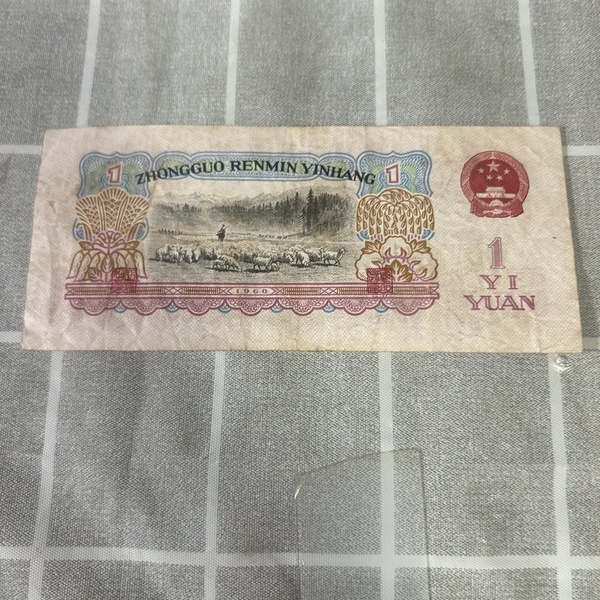 1 ZHONGGUO RENMIN YINHANG 1
1
YI
YUAN
1960